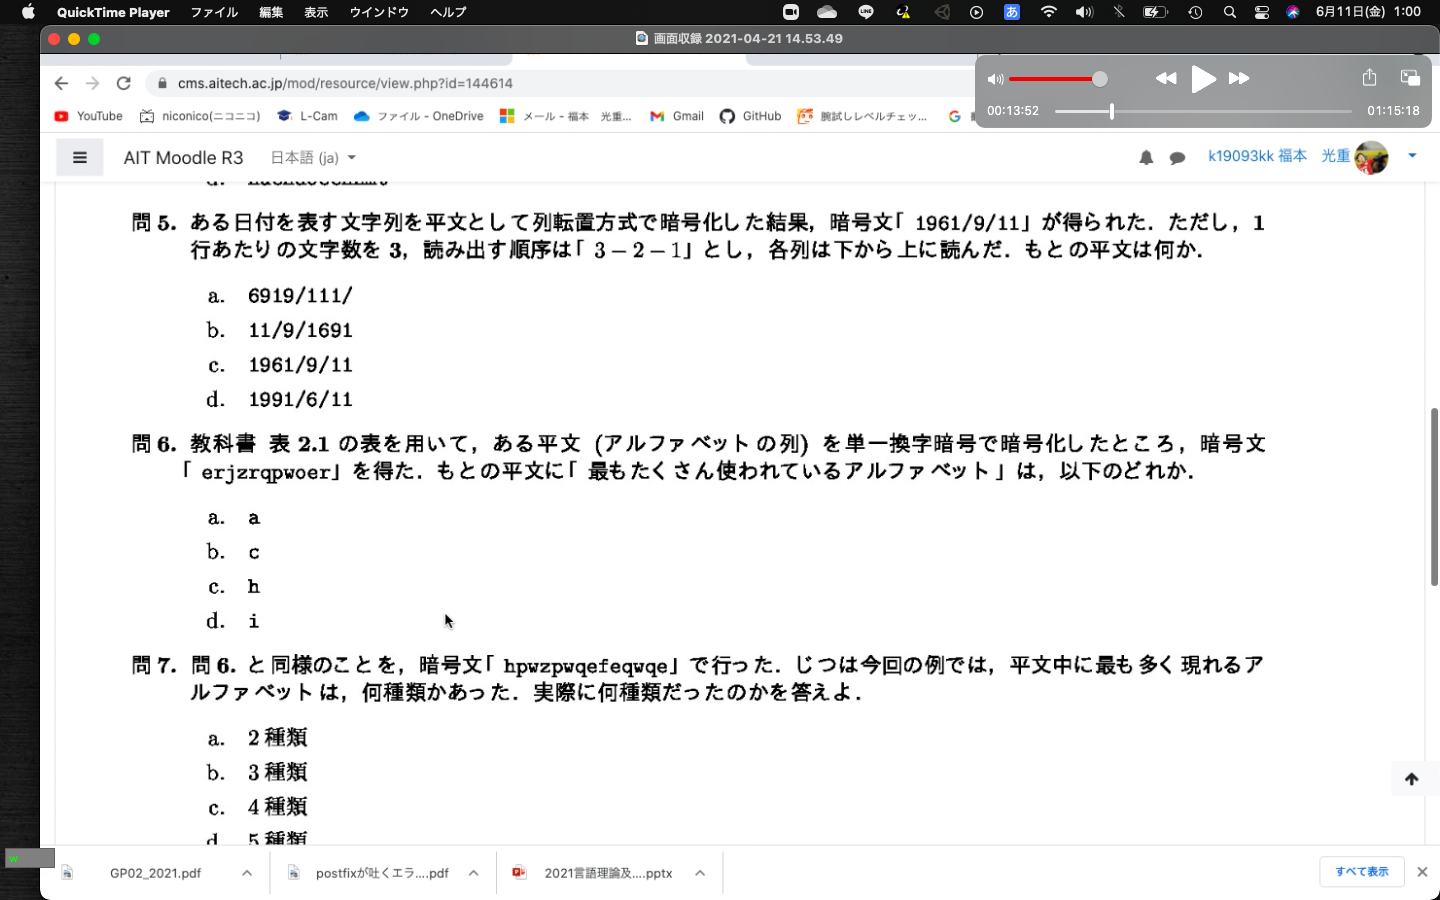 QuickTime Player ファイル 編集 表示 ウインドウ ヘルプ
LINE あ 6月11日(金) 1:00
画面収録 2021-04-21 14.53.49
cms.aitech.ac.jp/mod/resource/view.php?id=144614
00:13:52 01:15:18
YouTube niconico(ニコニコ) L-Cam ファイル - OneDrive メール - 福本 光重... Gmail GitHub 腕試しレベルチェッ...
AIT Moodle R3 日本語 (ja) k19093kk 福本 光重
問 5. ある日付を表す文字列を平文として列転置方式で暗号化した結果，暗号文「1961/9/11」が得られた．ただし，1
行あたりの文字数を 3，読み出す順序は「3 − 2 − 1」とし，各列は下から上に読んだ．もとの平文は何か．
a. 6919/111/
b. 11/9/1691
c. 1961/9/11
d. 1991/6/11
問 6. 教科書 表 2.1 の表を用いて，ある平文（アルファベットの列）を単一換字暗号で暗号化したところ，暗号文
「erjzrqpwoer」を得た．もとの平文に「最もたくさん使われているアルファベット」は，以下のどれか．
a. a
b. c
c. h
d. i
問 7. 問 6. と同様のことを，暗号文「hpwzpwqefeqwqe」で行った．じつは今回の例では，平文中に最も多く現れるア
ルファベットは，何種類かあった．実際に何種類だったのかを答えよ．
a. 2 種類
b. 3 種類
c. 4 種類
d. 5 種類
GP02_2021.pdf postfixが吐くエラ....pdf 2021言語理論及....pptx すべて表示